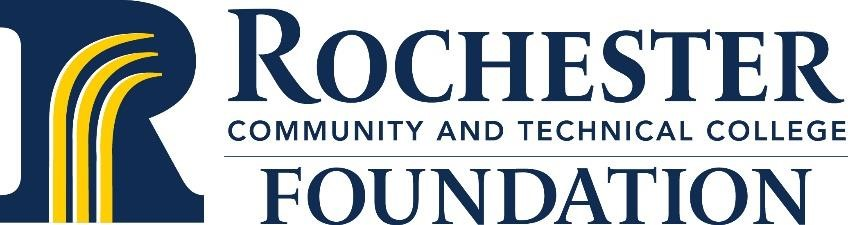 R
ROCHESTER
COMMUNITY AND TECHNICAL COLLEGE
FOUNDATION